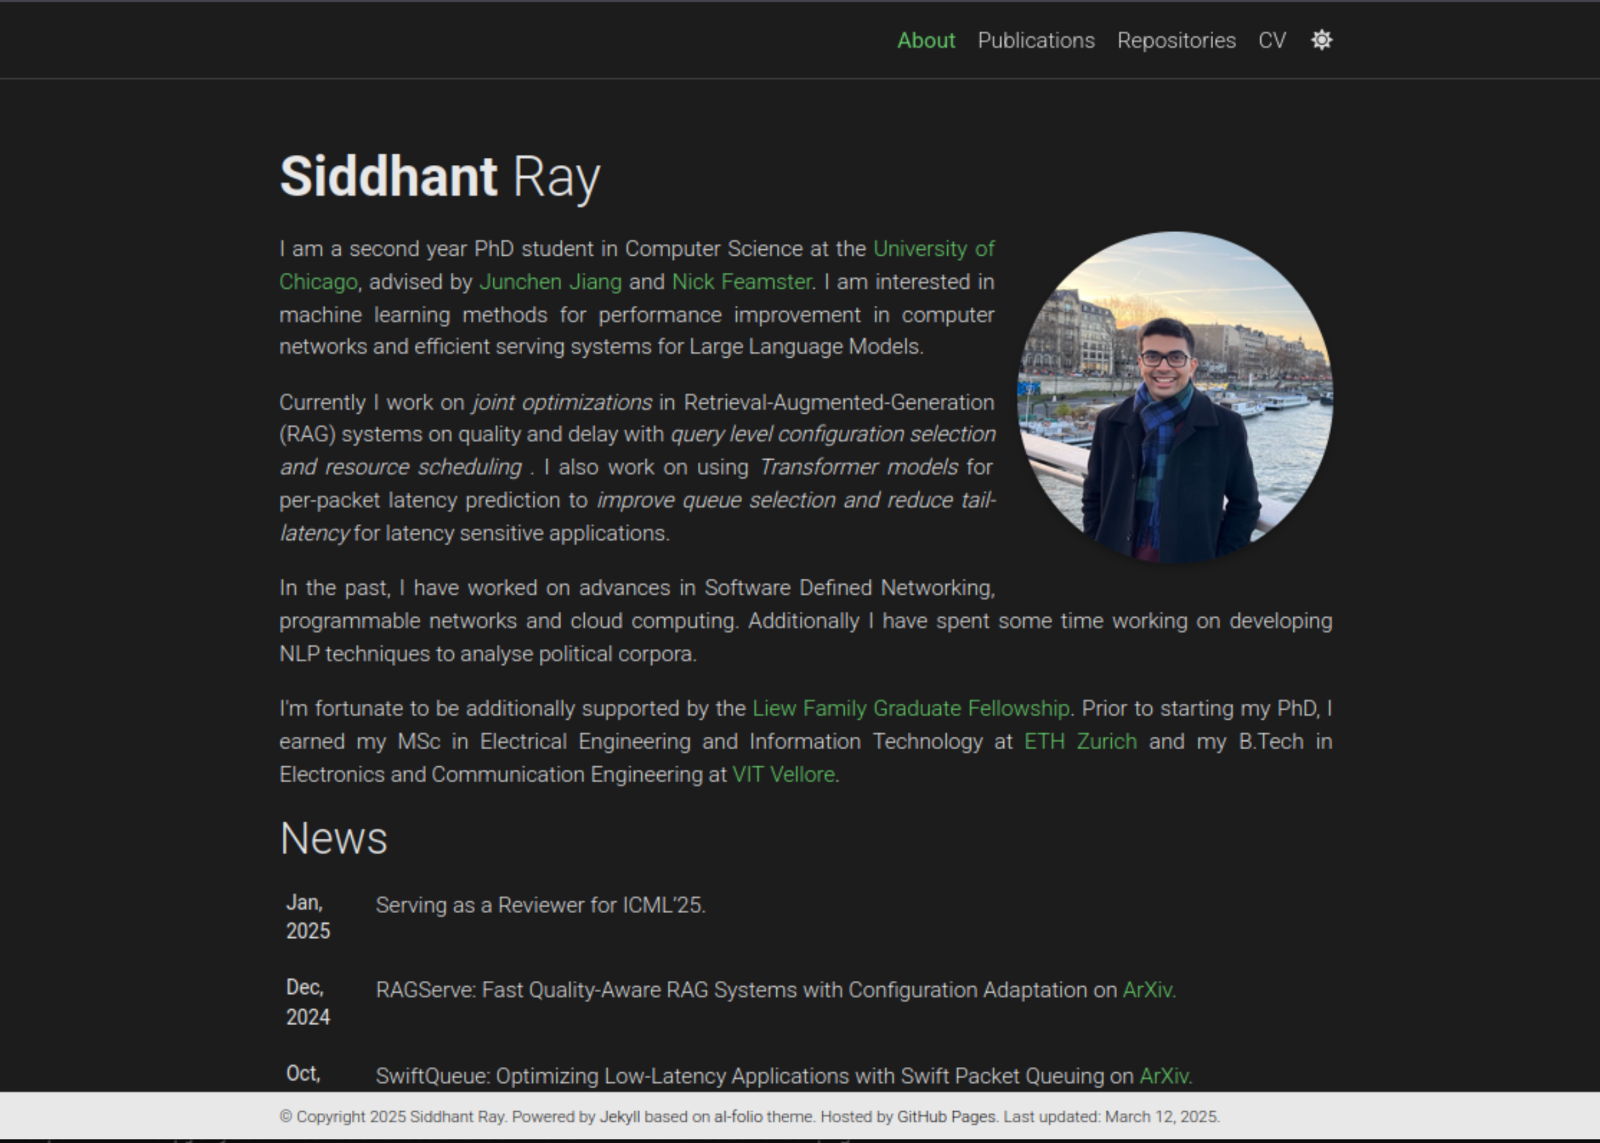 About Publications Repositories CV
Siddhant Ray
I am a second year PhD student in Computer Science at the University of
Chicago, advised by Junchen Jiang and Nick Feamster. I am interested in
machine learning methods for performance improvement in computer
networks and efficient serving systems for Large Language Models.
Currently I work on joint optimizations in Retrieval-Augmented-Generation
(RAG) systems on quality and delay with query level configuration selection
and resource scheduling . I also work on using Transformer models for
per-packet latency prediction to improve queue selection and reduce tail-
latency for latency sensitive applications.
In the past, I have worked on advances in Software Defined Networking,
programmable networks and cloud computing. Additionally I have spent some time working on developing
NLP techniques to analyse political corpora.
I'm fortunate to be additionally supported by the Liew Family Graduate Fellowship. Prior to starting my PhD, I
earned my MSc in Electrical Engineering and Information Technology at ETH Zurich and my B.Tech in
Electronics and Communication Engineering at VIT Vellore.
News
Jan,
2025
Serving as a Reviewer for ICML'25.
Dec,
2024
RAGServe: Fast Quality-Aware RAG Systems with Configuration Adaptation on ArXiv.
Oct,
SwiftQueue: Optimizing Low-Latency Applications with Swift Packet Queuing on ArXiv.
© Copyright 2025 Siddhant Ray. Powered by Jekyll based on al-folio theme. Hosted by GitHub Pages. Last updated: March 12, 2025.